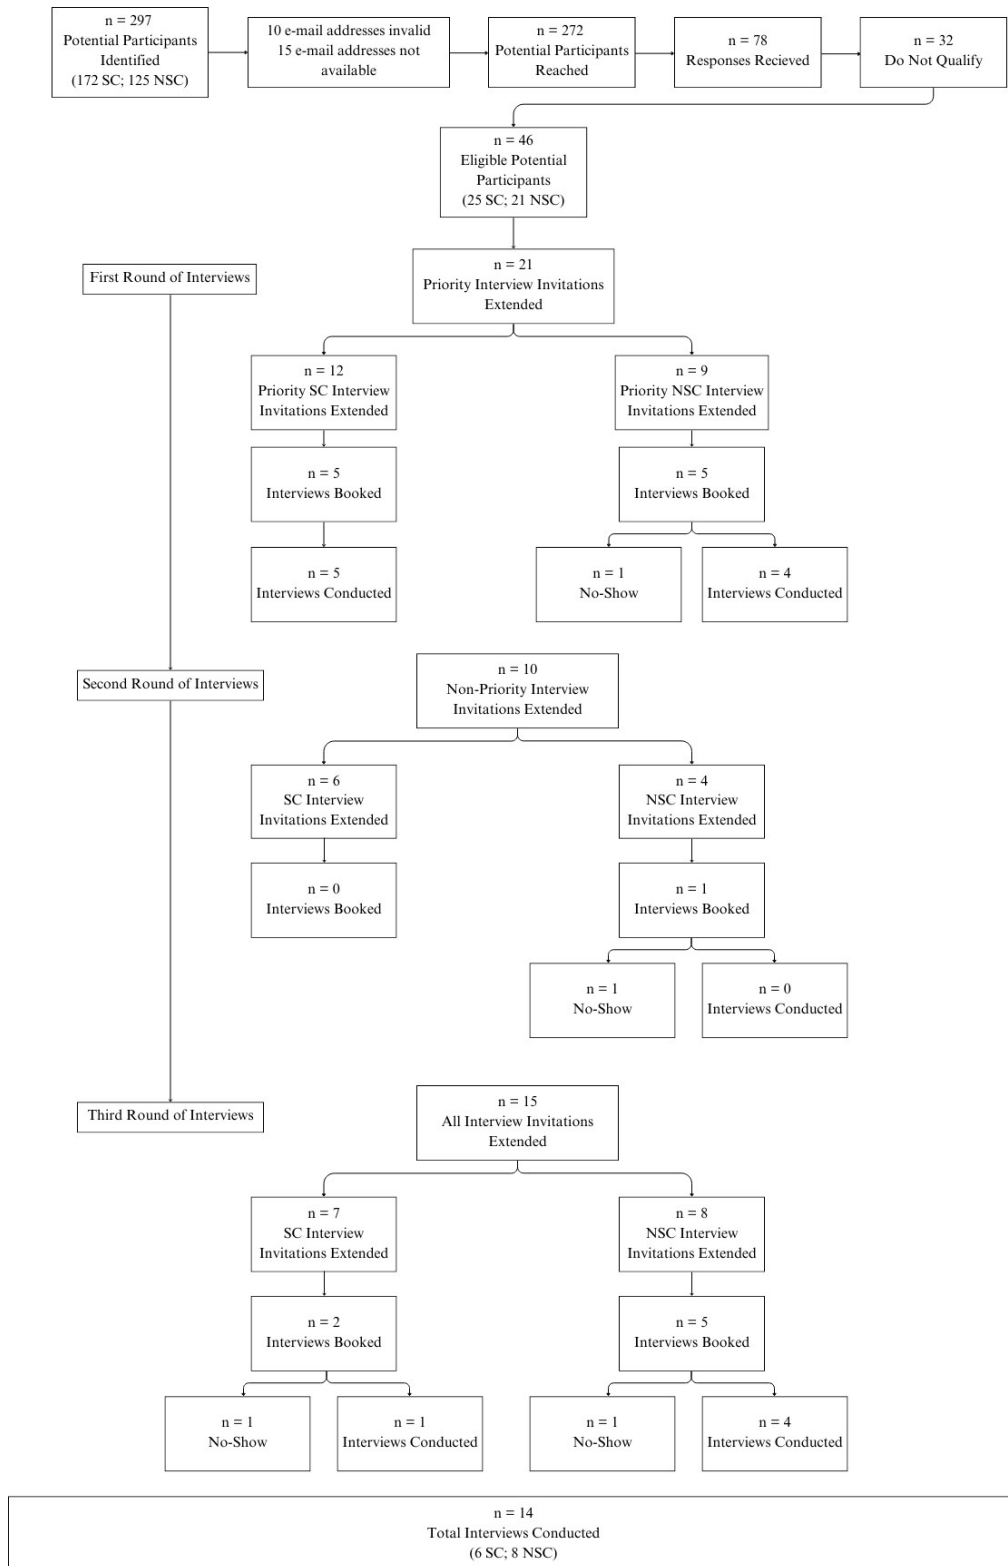 n = 297
Potential Participants
Identified
(172 SC; 125 NSC)
10 e-mail addresses invalid
15 e-mail addresses not
available
n = 272
Potential Participants
Reached
n = 78
Responses Recieved
n = 32
Do Not Qualify
n = 46
Eligible Potential
Participants
(25 SC; 21 NSC)
First Round of Interviews
n = 21
Priority Interview Invitations
Extended
n = 12
Priority SC Interview
Invitations Extended
n = 9
Priority NSC Interview
Invitations Extended
n = 5
Interviews Booked
n = 5
Interviews Booked
n = 5
Interviews Conducted
n = 1
No-Show
n = 4
Interviews Conducted
Second Round of Interviews
n = 10
Non-Priority Interview
Invitations Extended
n = 6
SC Interview
Invitations Extended
n = 4
NSC Interview
Invitations Extended
n = 0
Interviews Booked
n = 1
Interviews Booked
n = 1
No-Show
n = 0
Interviews Conducted
Third Round of Interviews
n = 15
All Interview Invitations
Extended
n = 7
SC Interview
Invitations Extended
n = 8
NSC Interview
Invitations Extended
n = 2
Interviews Booked
n = 5
Interviews Booked
n = 1
No-Show
n = 1
Interviews Conducted
n = 1
No-Show
n = 4
Interviews Conducted
n = 14
Total Interviews Conducted
(6 SC; 8 NSC)